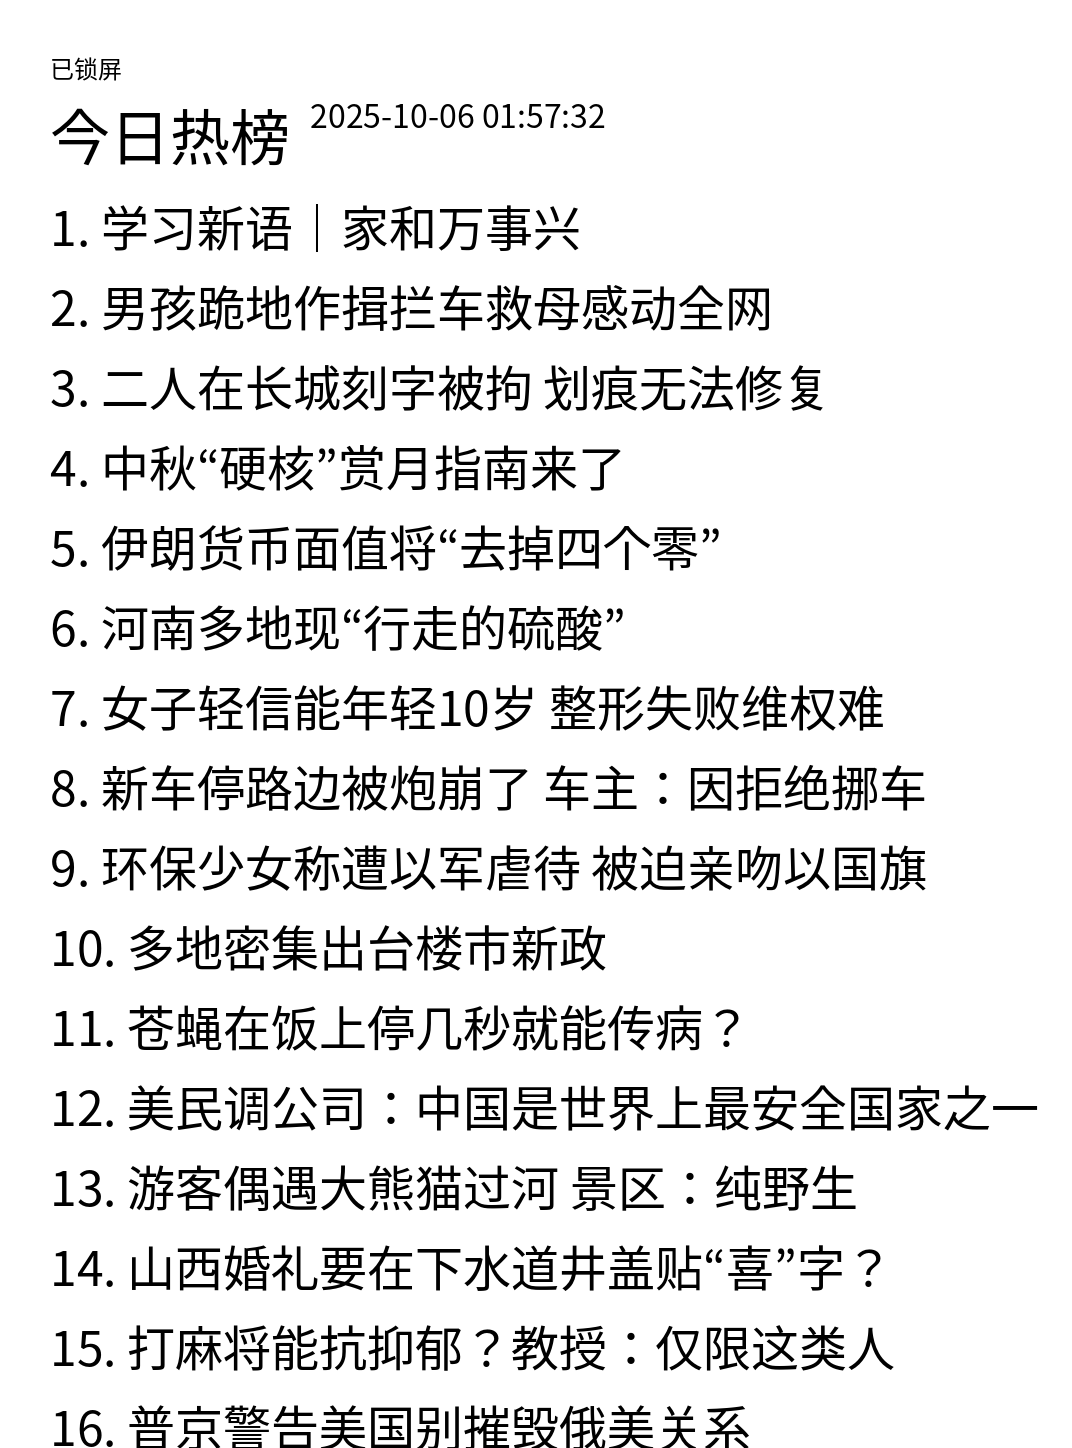 已锁屏
今日热榜 2025-10-06 01:57:32
1. 学习新语｜家和万事兴
2. 男孩跪地作揖拦车救母感动全网
3. 二人在长城刻字被拘 划痕无法修复
4. 中秋“硬核”赏月指南来了
5. 伊朗货币面值将“去掉四个零”
6. 河南多地现“行走的硫酸”
7. 女子轻信能年轻10岁 整形失败维权难
8. 新车停路边被炮崩了 车主：因拒绝挪车
9. 环保少女称遭以军虐待 被迫亲吻以国旗
10. 多地密集出台楼市新政
11. 苍蝇在饭上停几秒就能传病？
12. 美民调公司：中国是世界上最安全国家之一
13. 游客偶遇大熊猫过河 景区：纯野生
14. 山西婚礼要在下水道井盖贴“喜”字？
15. 打麻将能抗抑郁？教授：仅限这类人
16. 普京警告美国别摧毁俄美关系